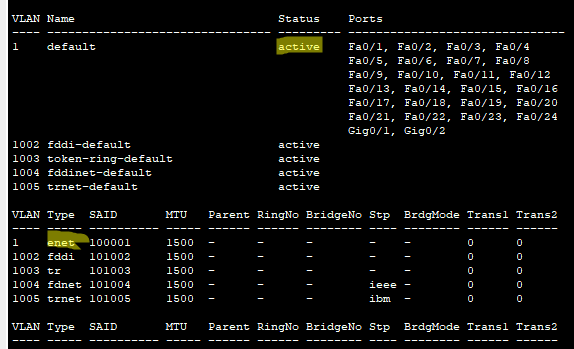 VLAN Name                             Status    Ports
---- -------------------------------- --------- -------------------------------
1    default                          active    Fa0/1, Fa0/2, Fa0/3, Fa0/4
                                                Fa0/5, Fa0/6, Fa0/7, Fa0/8
                                                Fa0/9, Fa0/10, Fa0/11, Fa0/12
                                                Fa0/13, Fa0/14, Fa0/15, Fa0/16
                                                Fa0/17, Fa0/18, Fa0/19, Fa0/20
                                                Fa0/21, Fa0/22, Fa0/23, Fa0/24
                                                Gig0/1, Gig0/2
1002 fddi-default                     active
1003 token-ring-default               active
1004 fddinet-default                  active
1005 trnet-default                    active
VLAN Type  SAID       MTU   Parent RingNo BridgeNo Stp  BrdgMode Trans1 Trans2
---- ----- ---------- ----- ------ ------ -------- ---- -------- ------ ------
1    enet  100001     1500  -      -      -        -    -        0      0
1002 fddi  101002     1500  -      -      -        -    -        0      0
1003 tr    101003     1500  -      -      -        -    -        0      0
1004 fdnet 101004     1500  -      -      -        ieee -        0      0
1005 trnet 101005     1500  -      -      -        ibm  -        0      0
VLAN Type  SAID       MTU   Parent RingNo BridgeNo Stp  BrdgMode Trans1 Trans2
---- ----- ---------- ----- ------ ------ -------- ---- -------- ------ ------